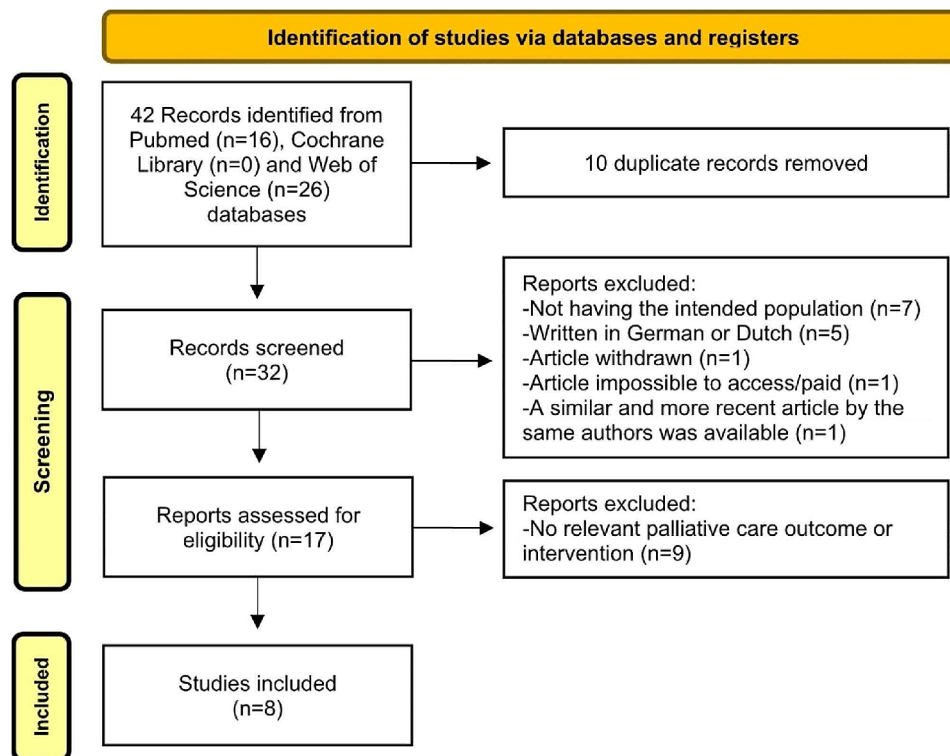 Identification of studies via databases and registers
Identification
42 Records identified from
Pubmed (n=16), Cochrane
Library (n=0) and Web of
Science (n=26)
databases
10 duplicate records removed
Screening
Records screened
(n=32)
Reports excluded:
-Not having the intended population (n=7)
-Written in German or Dutch (n=5)
-Article withdrawn (n=1)
-Article impossible to access/paid (n=1)
-A similar and more recent article by the
same authors was available (n=1)
Reports assessed for
eligibility (n=17)
Reports excluded:
-No relevant palliative care outcome or
intervention (n=9)
Included
Studies included
(n=8)